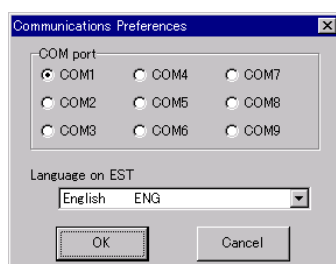 Communications Preferences
COM port
COM1 COM4 COM7
COM2 COM5 COM8
COM3 COM6 COM9
Language on EST
English ENG
OK Cancel